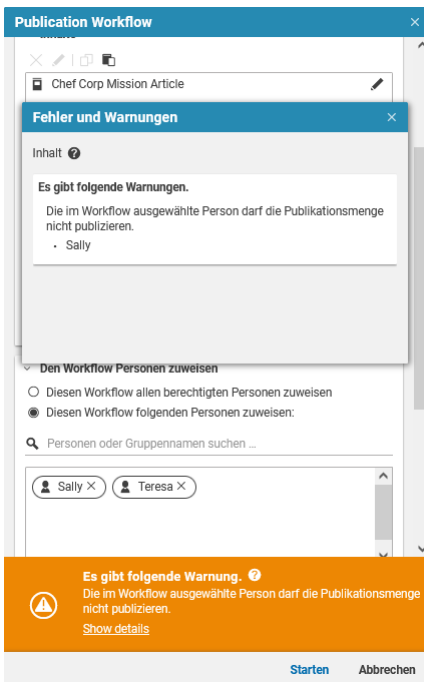 Publication Workflow
Chef Corp Mission Article
Fehler und Warnungen
Inhalt
Es gibt folgende Warnungen.
Die im Workflow ausgewählte Person darf die Publikationsmenge
nicht publizieren.
Sally
Den Workflow Personen zuweisen
Diesen Workflow allen berechtigten Personen zuweisen
Diesen Workflow folgenden Personen zuweisen:
Personen oder Gruppennamen suchen ...
Sally Teresa
Es gibt folgende Warnung.
Die im Workflow ausgewählte Person darf die Publikationsmenge
nicht publizieren.
Show details
Starten Abbrechen